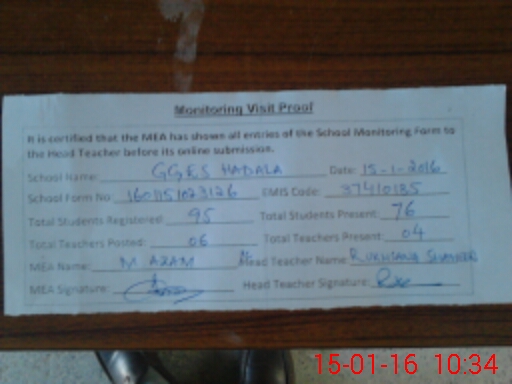 Monitoring Visit Proof
It is certified that the MEA has shown all entries of the School Monitoring Form to
the Head Teacher before its online submission.
School Name: GGES HADALA Date: 15-1-2016
School Form No: EMIS Code: 37410185
Total Students Registered: 95 Total Students Present: 76
Total Teachers Posted: 06 Total Teachers Present: 04
MEA Name: M AZAM Head Teacher Name: RUKHSANA
MEA Signature: Head Teacher Signature:
15-01-16 10:34